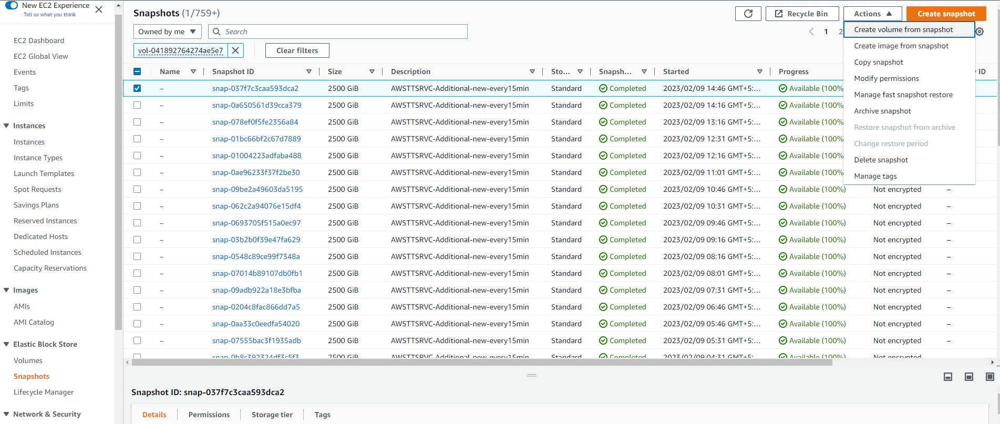 New EC2 Experience
Tell us what you think
EC2 Dashboard
EC2 Global View
Events
Tags
Limits
Instances
Instances
Instance Types
Launch Templates
Spot Requests
Savings Plans
Reserved Instances
Dedicated Hosts
Scheduled Instances
Capacity Reservations
Images
AMIs
AMI Catalog
Elastic Block Store
Volumes
Snapshots
Lifecycle Manager
Network & Security
Snapshots (1/759+)
Recycle Bin
Actions
Create snapshot
Owned by me
Search
1 2
vol-041892764274ae5e7
Clear filters
Create volume from snapshot
Create image from snapshot
Copy snapshot
Modify permissions
Manage fast snapshot restore
Archive snapshot
Restore snapshot from archive
Change restore period
Delete snapshot
Manage tags
Name Snapshot ID Size Description Sto... Snapsh... Started Progress ID
– snap-037f7c3caa593dca2 2500 GiB AWSTTSRVC-Additional-new-every15min Standard Completed 2023/02/09 14:46 GMT+5:... Available (100%
– snap-0a650561d39cca379 2500 GiB AWSTTSRVC-Additional-new-every15min Standard Completed 2023/02/09 14:16 GMT+5:... Available (100%
– snap-078ef0f5fe2356a84 2500 GiB AWSTTSRVC-Additional-new-every15min Standard Completed 2023/02/09 13:16 GMT+5:... Available (100%
– snap-01bc66bf2c67d7889 2500 GiB AWSTTSRVC-Additional-new-every15min Standard Completed 2023/02/09 12:31 GMT+5:... Available (100%
– snap-01004223adfaba488 2500 GiB AWSTTSRVC-Additional-new-every15min Standard Completed 2023/02/09 12:16 GMT+5:... Available (100%
– snap-0ae96233f37f2be30 2500 GiB AWSTTSRVC-Additional-new-every15min Standard Completed 2023/02/09 11:01 GMT+5:... Available (100%
– snap-09be2a49603da5195 2500 GiB AWSTTSRVC-Additional-new-every15min Standard Completed 2023/02/09 10:46 GMT+5:... Available (100%) Not encrypted –
– snap-062c2a94076e15df4 2500 GiB AWSTTSRVC-Additional-new-every15min Standard Completed 2023/02/09 10:31 GMT+5:... Available (100%) Not encrypted –
– snap-0693705f515a0ec97 2500 GiB AWSTTSRVC-Additional-new-every15min Standard Completed 2023/02/09 09:46 GMT+5:... Available (100%) Not encrypted –
– snap-03b2b0f39e47fa629 2500 GiB AWSTTSRVC-Additional-new-every15min Standard Completed 2023/02/09 09:16 GMT+5:... Available (100%) Not encrypted –
– snap-0548c89ce99f7348a 2500 GiB AWSTTSRVC-Additional-new-every15min Standard Completed 2023/02/09 08:16 GMT+5:... Available (100%) Not encrypted –
– snap-07014b89107db0fb1 2500 GiB AWSTTSRVC-Additional-new-every15min Standard Completed 2023/02/09 08:01 GMT+5:... Available (100%) Not encrypted –
– snap-09adb922a18e3bfba 2500 GiB AWSTTSRVC-Additional-new-every15min Standard Completed 2023/02/09 07:31 GMT+5:... Available (100%) Not encrypted –
– snap-0204c8fac866dd7a5 2500 GiB AWSTTSRVC-Additional-new-every15min Standard Completed 2023/02/09 06:46 GMT+5:... Available (100%) Not encrypted –
– snap-0aa33c0eedfa54020 2500 GiB AWSTTSRVC-Additional-new-every15min Standard Completed 2023/02/09 05:46 GMT+5:... Available (100%) Not encrypted –
– snap-07555bac3f1935adb 2500 GiB AWSTTSRVC-Additional-new-every15min Standard Completed 2023/02/09 05:31 GMT+5:... Available (100%) Not encrypted –
2500 GiB AWSTTSRVC-Additional-new-every15min Standard Completed 2023/02/09 04:31 GMT+5:... Available (100%) Not encrypted
Snapshot ID: snap-037f7c3caa593dca2
Details Permissions Storage tier Tags